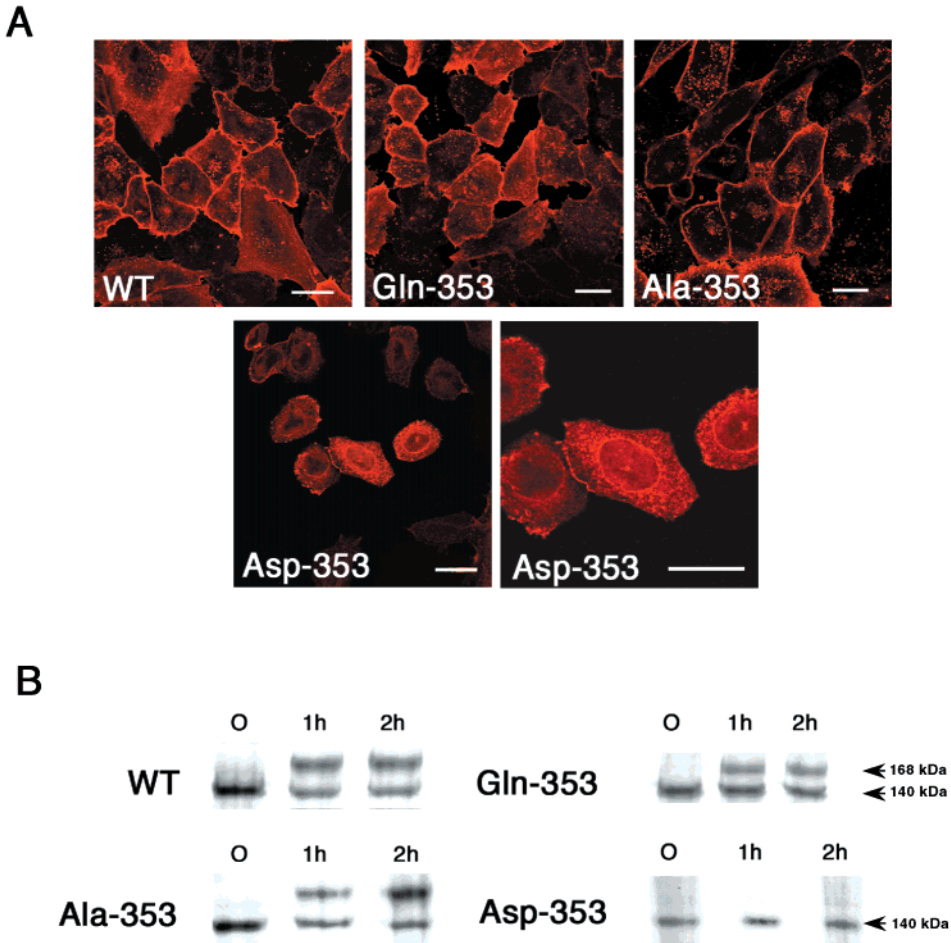 A
WT
Gln-353
Ala-353
Asp-353
Asp-353
B
O 1h 2h
O 1h 2h
WT
Gln-353
168 kDa
140 kDa
O 1h 2h
O 1h 2h
Ala-353
Asp-353
140 kDa